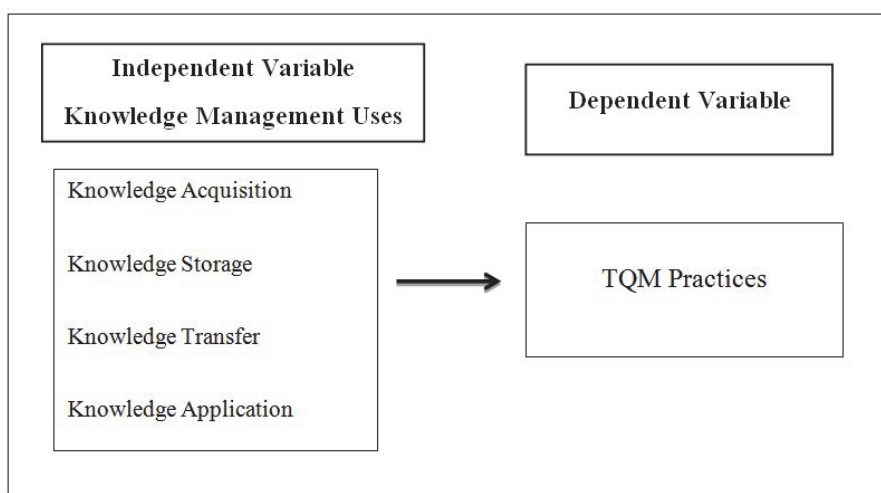 Independent Variable
Knowledge Management Uses
Dependent Variable
Knowledge Acquisition
Knowledge Storage
Knowledge Transfer
Knowledge Application
TQM Practices